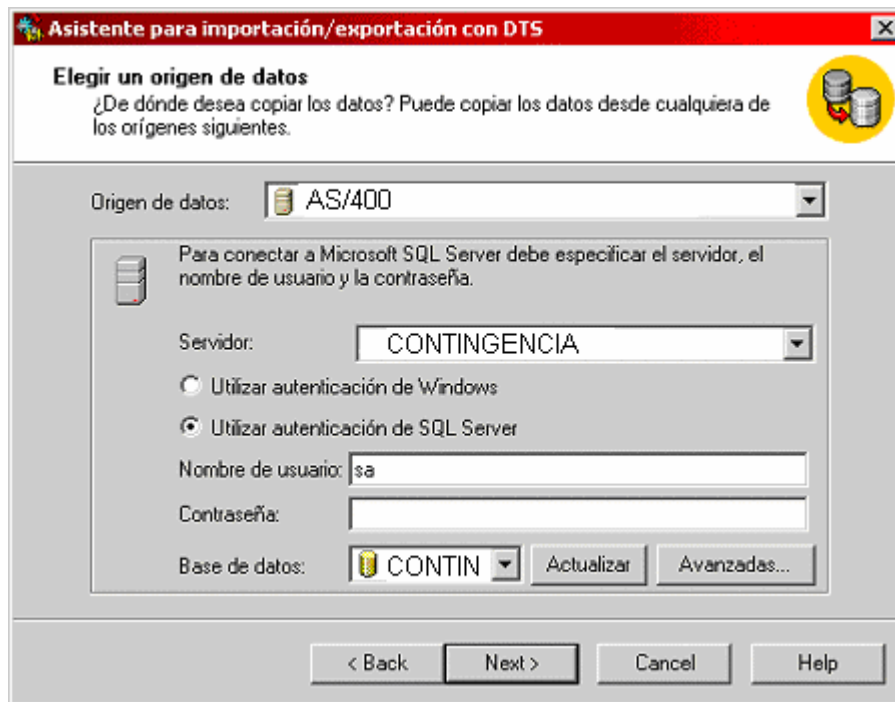 Asistente para importación/exportación con DTS
Elegir un origen de datos
¿De dónde desea copiar los datos? Puede copiar los datos desde cualquiera de
los orígenes siguientes.
Origen de datos: AS/400
Para conectar a Microsoft SQL Server debe especificar el servidor, el
nombre de usuario y la contraseña.
Servidor: CONTINGENCIA
Utilizar autenticación de Windows
Utilizar autenticación de SQL Server
Nombre de usuario: sa
Contraseña:
Base de datos: CONTIN Actualizar Avanzadas...
< Back Next > Cancel Help